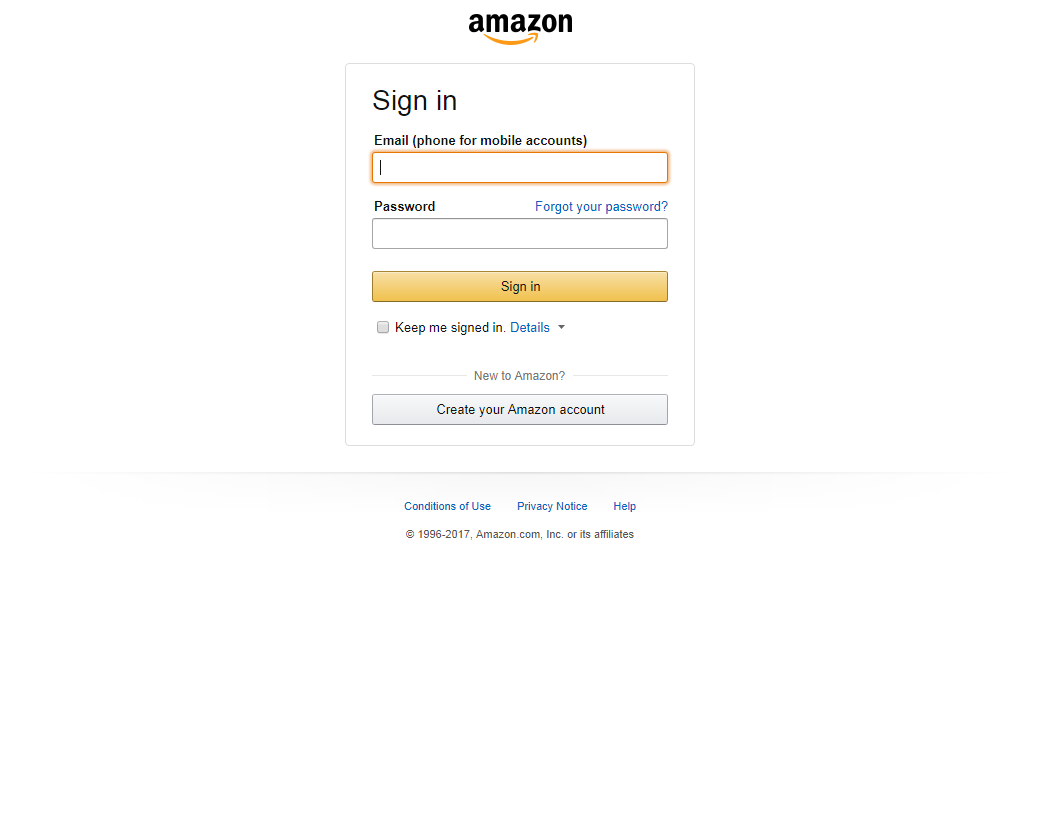 amazon
Sign in
Email (phone for mobile accounts)
Password Forgot your password?
Sign in
Keep me signed in. Details
New to Amazon?
Create your Amazon account
Conditions of Use Privacy Notice Help
© 1996-2017, Amazon.com, Inc. or its affiliates